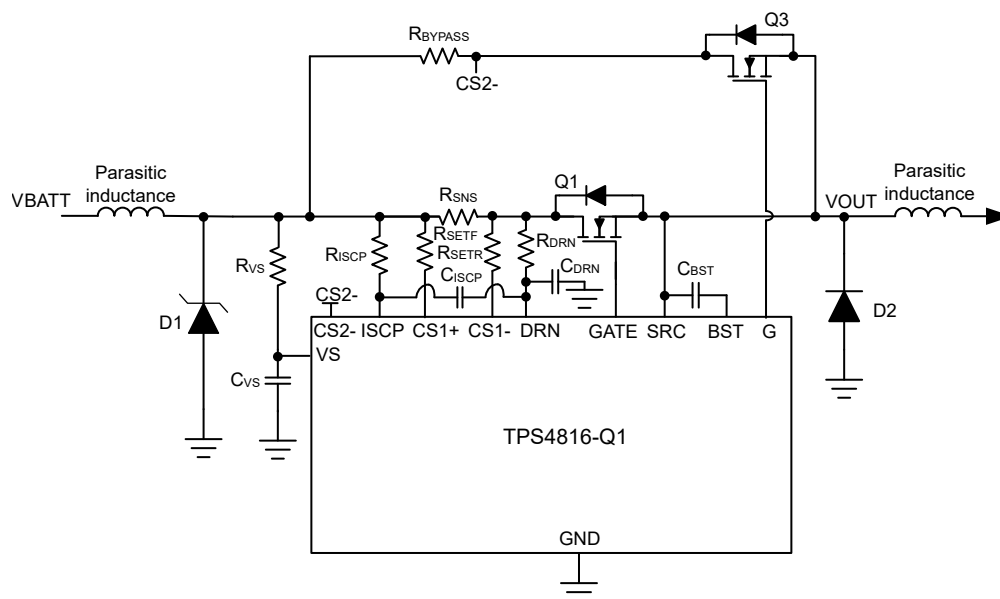 Q3
RBYPASS
CS2-
Parasitic
inductance
Parasitic
inductance
VBATT
Q1
VOUT
RSNS
RVS
RISCP
RSETF
RSETR
RDRN
CISCP
CDRN
CBST
D1
CS2-
D2
CS2- ISCP CS1+ CS1- DRN GATE SRC BST G
VS
CVS
TPS4816-Q1
GND